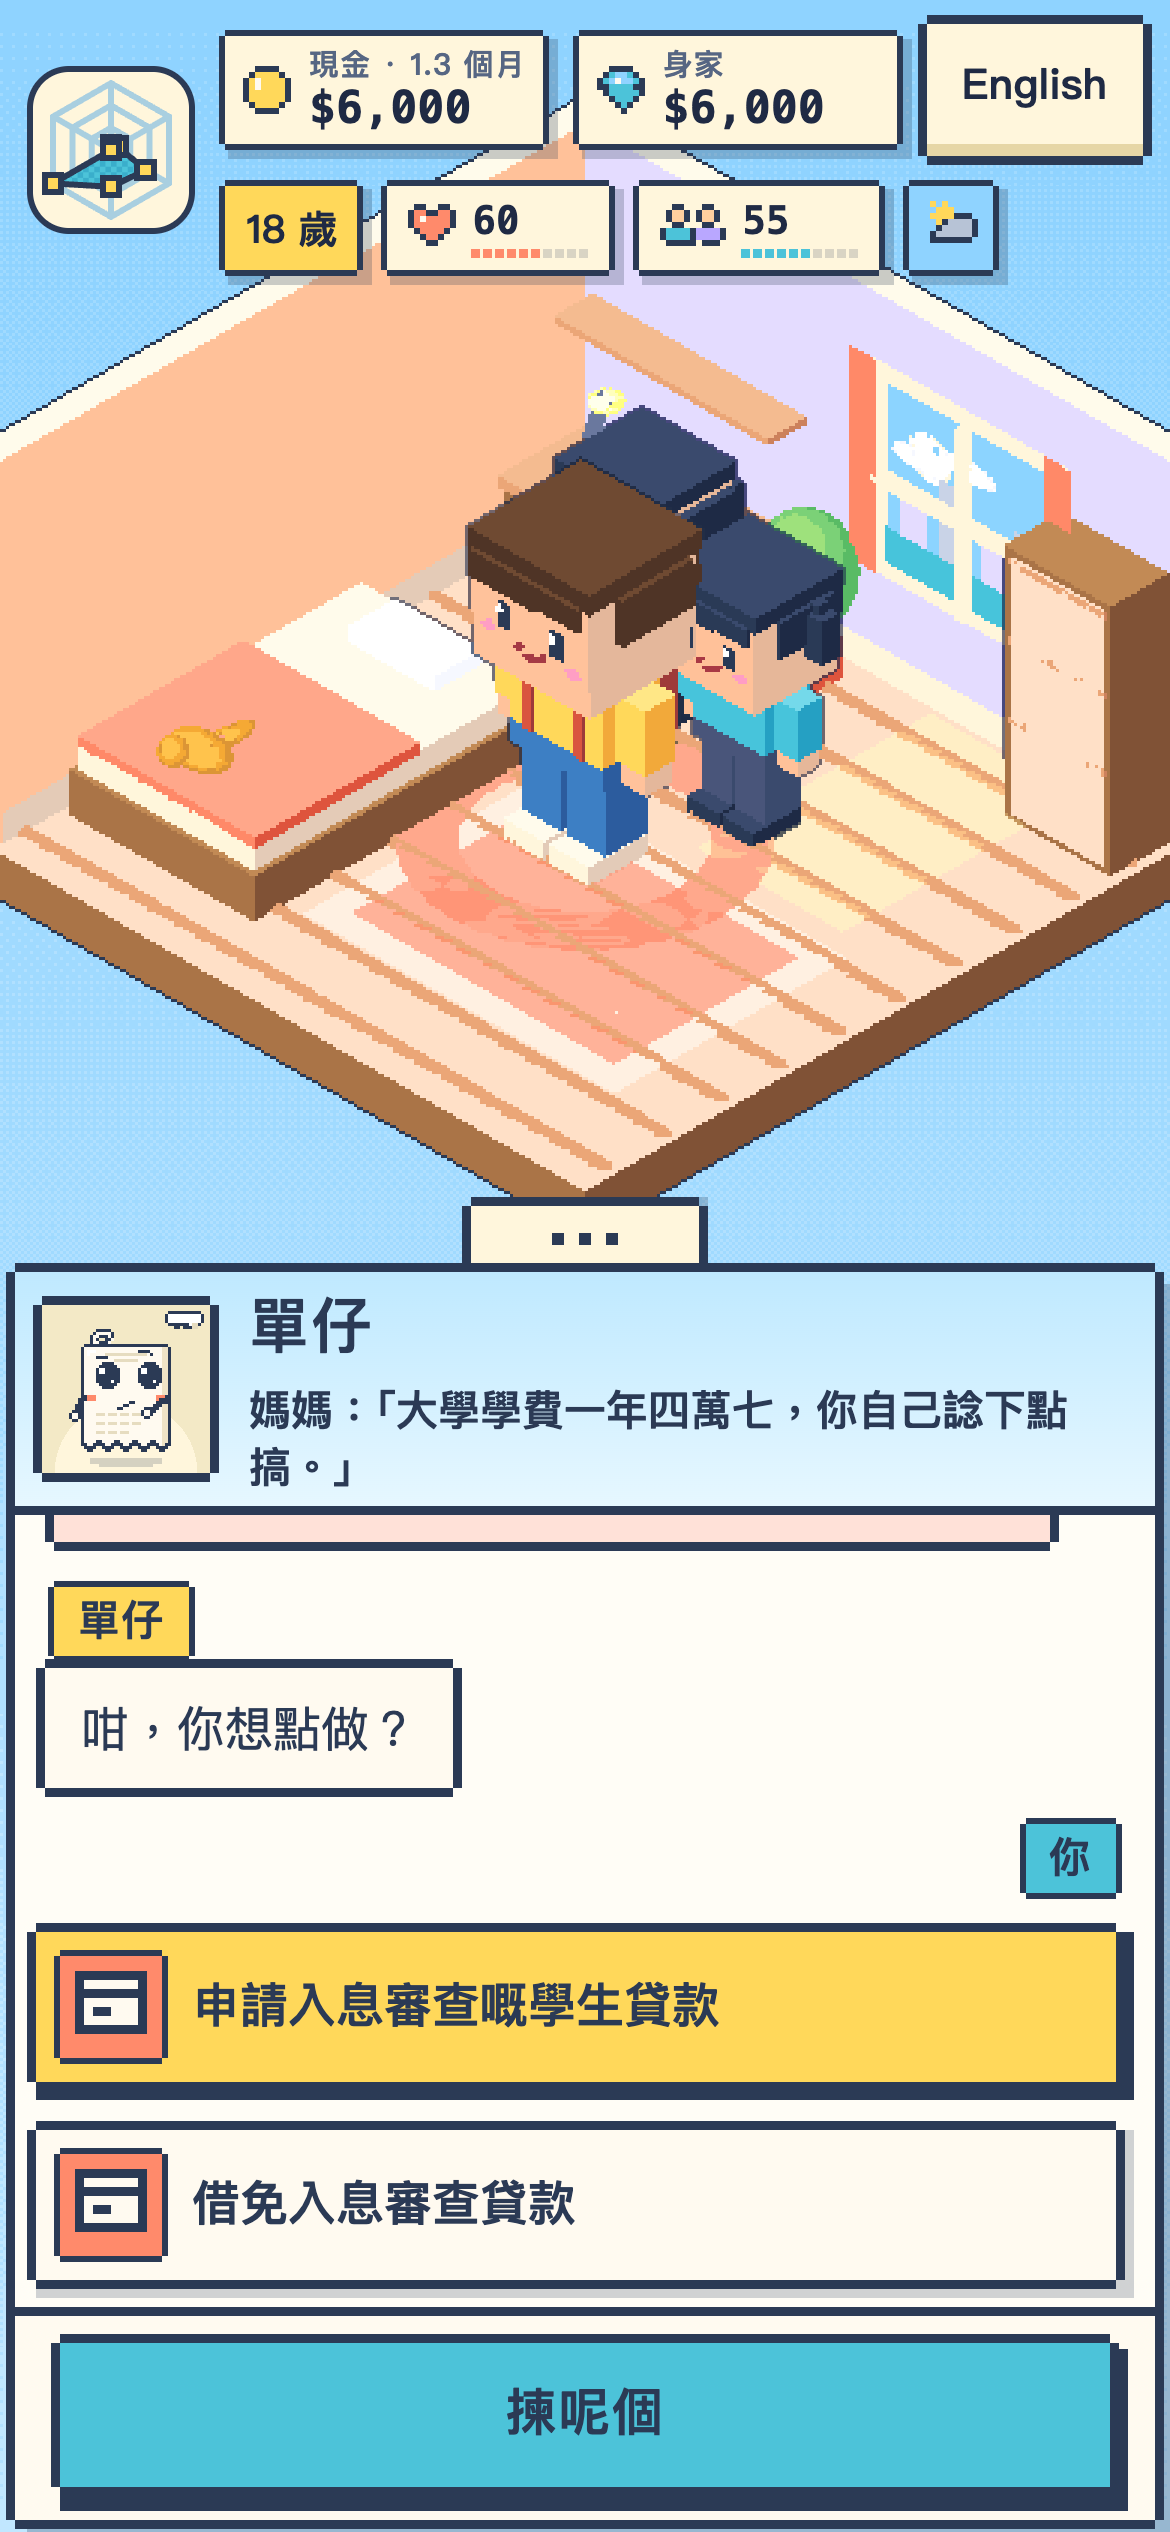 現金 · 1.3 個月
$6,000
身家
$6,000
English
18 歲
60
55
單仔
媽媽：「大學學費一年四萬七，你自己諗下點
搞。」
單仔
咁，你想點做？
你
申請入息審查嘅學生貸款
借免入息審查貸款
揀呢個